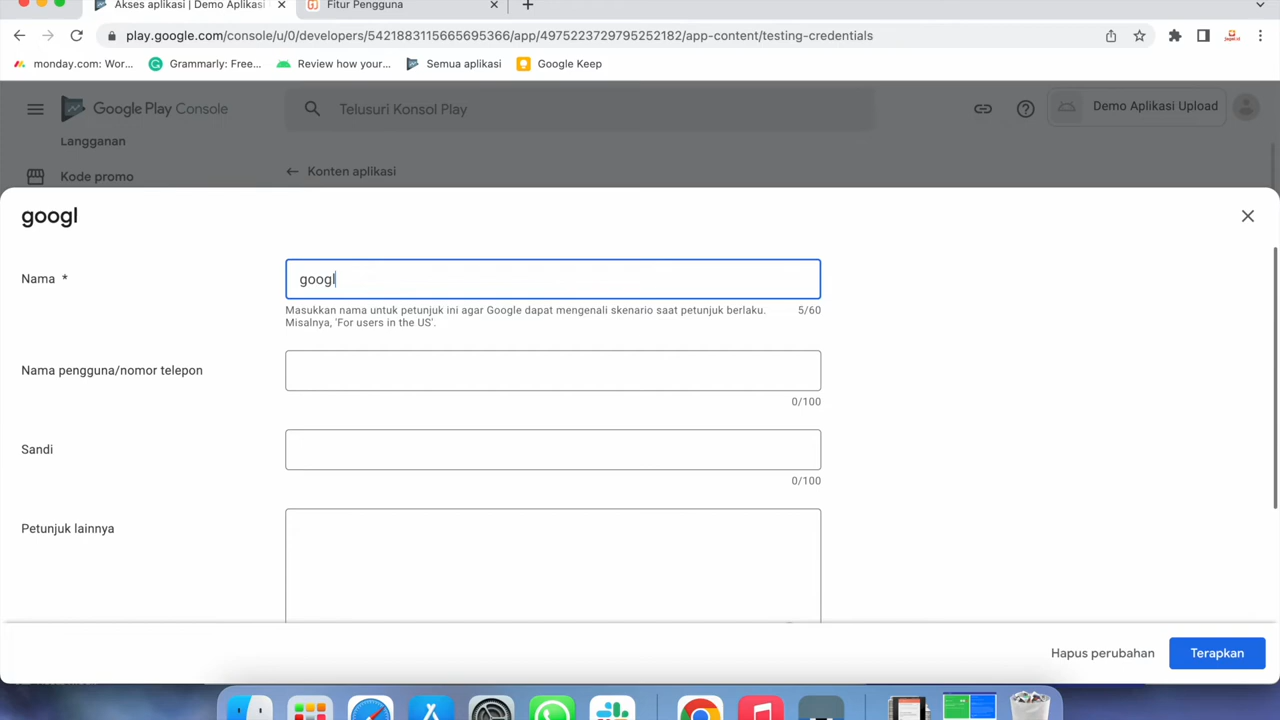 Akses aplikasi | Demo Aplikasi
Fitur Pengguna
play.google.com/console/u/0/developers/5421883115665695366/app/4975223729795252182/app-content/testing-credentials
monday.com: Wor...
Grammarly: Free...
Review how your...
Semua aplikasi
Google Keep
Google Play Console
Telusuri Konsol Play
Demo Aplikasi Upload
Langganan
Kode promo
Konten aplikasi
googl
Nama *
googl
Masukkan nama untuk petunjuk ini agar Google dapat mengenali skenario saat petunjuk berlaku.
Misalnya, 'For users in the US'.
5/60
Nama pengguna/nomor telepon
0/100
Sandi
0/100
Petunjuk lainnya
Hapus perubahan
Terapkan